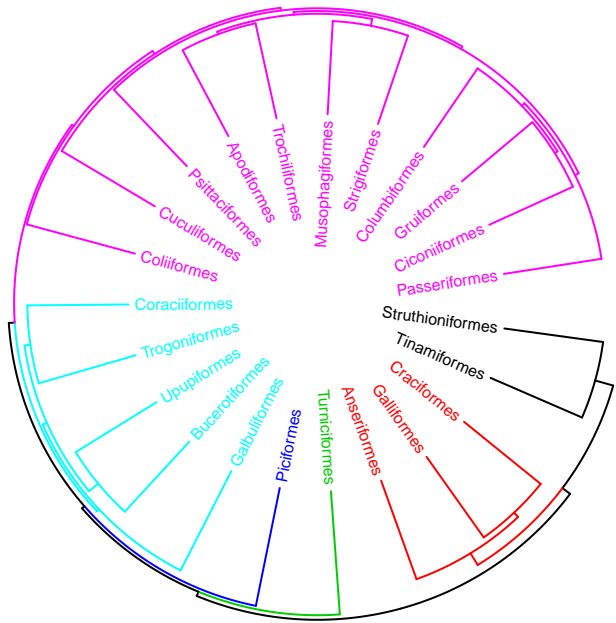 Trochiliformes
Musophagiformes
Strigiformes
Columbiformes
Gruiformes
Ciconiiformes
Passeriformes
Struthioniformes
Tinamiformes
Craciformes
Galliformes
Anseriformes
Turniciformes
Piciformes
Galbuliformes
Bucerotiformes
Upupiformes
Trogoniformes
Coraciiformes
Coliiformes
Cuculiformes
Psittaciformes
Apodiformes